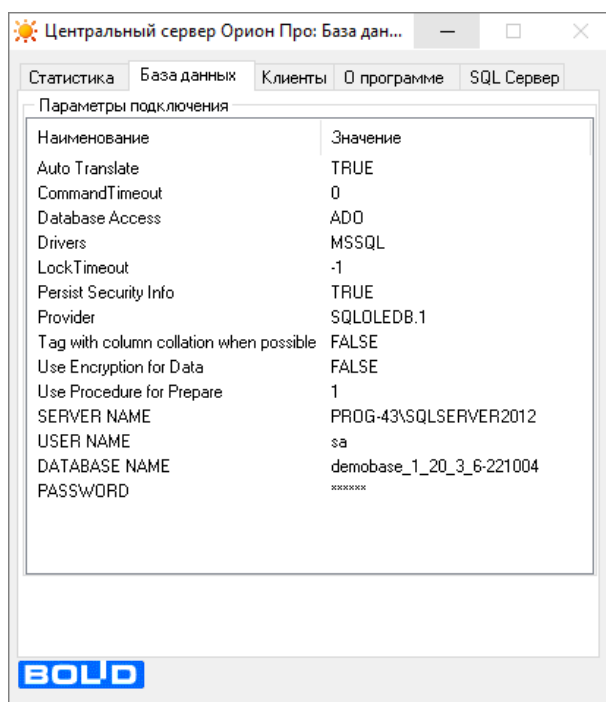 Центральный сервер Орион Про: База дан...
Статистика База данных Клиенты О программе SQL Сервер
Параметры подключения
Наименование Значение
Auto Translate TRUE
CommandTimeout 0
Database Access ADO
Drivers MSSQL
LockTimeout -1
Persist Security Info TRUE
Provider SQLOLEDB.1
Tag with column collation when possible FALSE
Use Encryption for Data FALSE
Use Procedure for Prepare 1
SERVER NAME PROG-43\SQLSERVER2012
USER NAME sa
DATABASE NAME demobase_1_20_3_6-221004
PASSWORD ******
BOLID